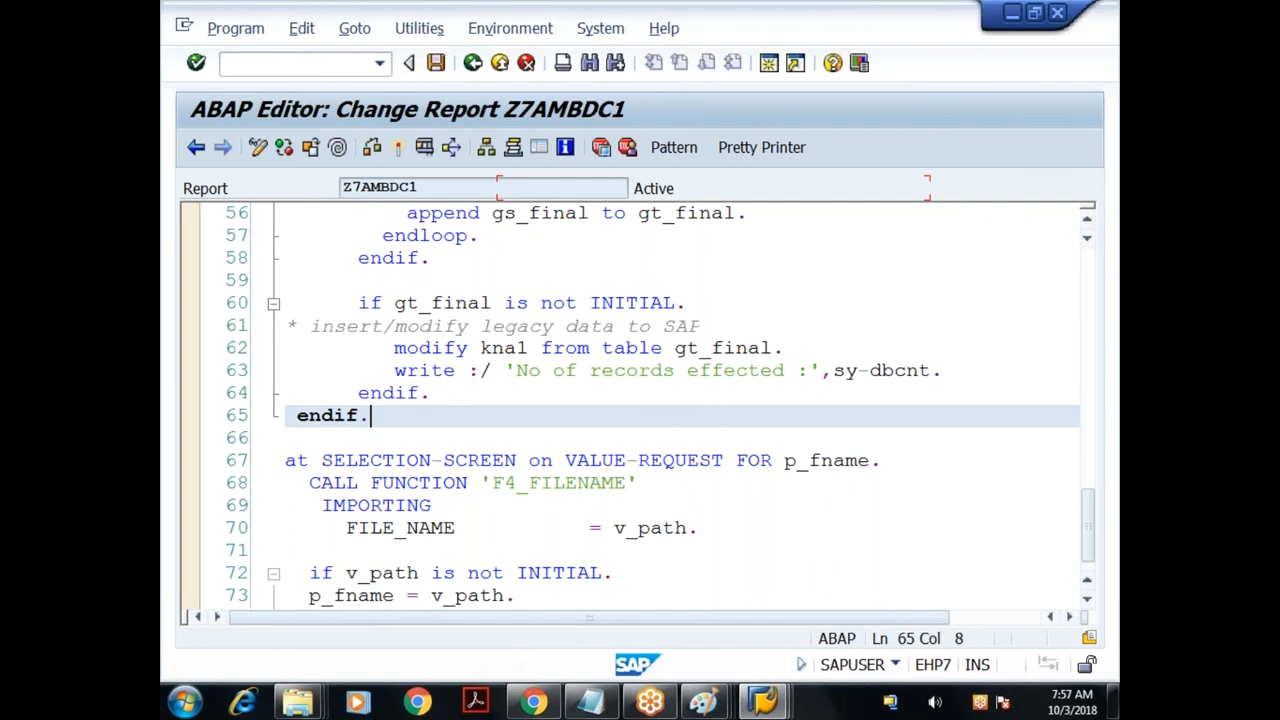 Program Edit Goto Utilities Environment System Help
ABAP Editor: Change Report Z7AMBDC1
Pattern Pretty Printer
Report Z7AMBDC1 Active
56 append gs_final to gt_final.
57 endloop.
58 endif.
59
60 if gt_final is not INITIAL.
61 * insert/modify legacy data to SAP
62 modify kna1 from table gt_final.
63 write :/ 'No of records effected :',sy-dbcnt.
64 endif.
65 endif.
66
67 at SELECTION-SCREEN on VALUE-REQUEST FOR p_fname.
68 CALL FUNCTION 'F4_FILENAME'
69 IMPORTING
70 FILE_NAME = v_path.
71
72 if v_path is not INITIAL.
73 p_fname = v_path.
ABAP Ln 65 Col 8
SAP SAPUSER EHP7 INS
7:57 AM
10/3/2018